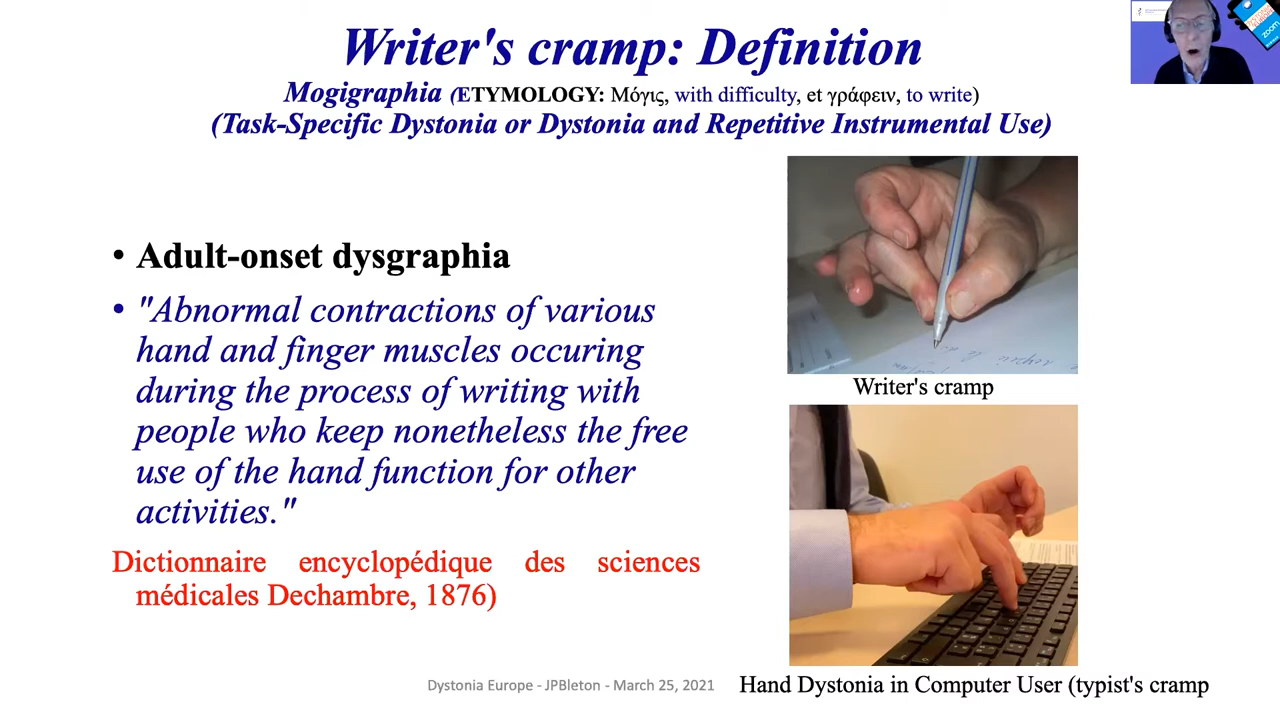 Writer's cramp: Definition
Mogigraphia (ETYMOLOGY: Μόγις, with difficulty, et γράφειν, to write)
(Task-Specific Dystonia or Dystonia and Repetitive Instrumental Use)
• Adult-onset dysgraphia
• "Abnormal contractions of various
hand and finger muscles occuring
during the process of writing with
people who keep nonetheless the free
use of the hand function for other
activities."
Dictionnaire encyclopédique des sciences
médicales Dechambre, 1876)
Writer's cramp
Hand Dystonia in Computer User (typist's cramp
Dystonia Europe - JPBleton - March 25, 2021
zoom